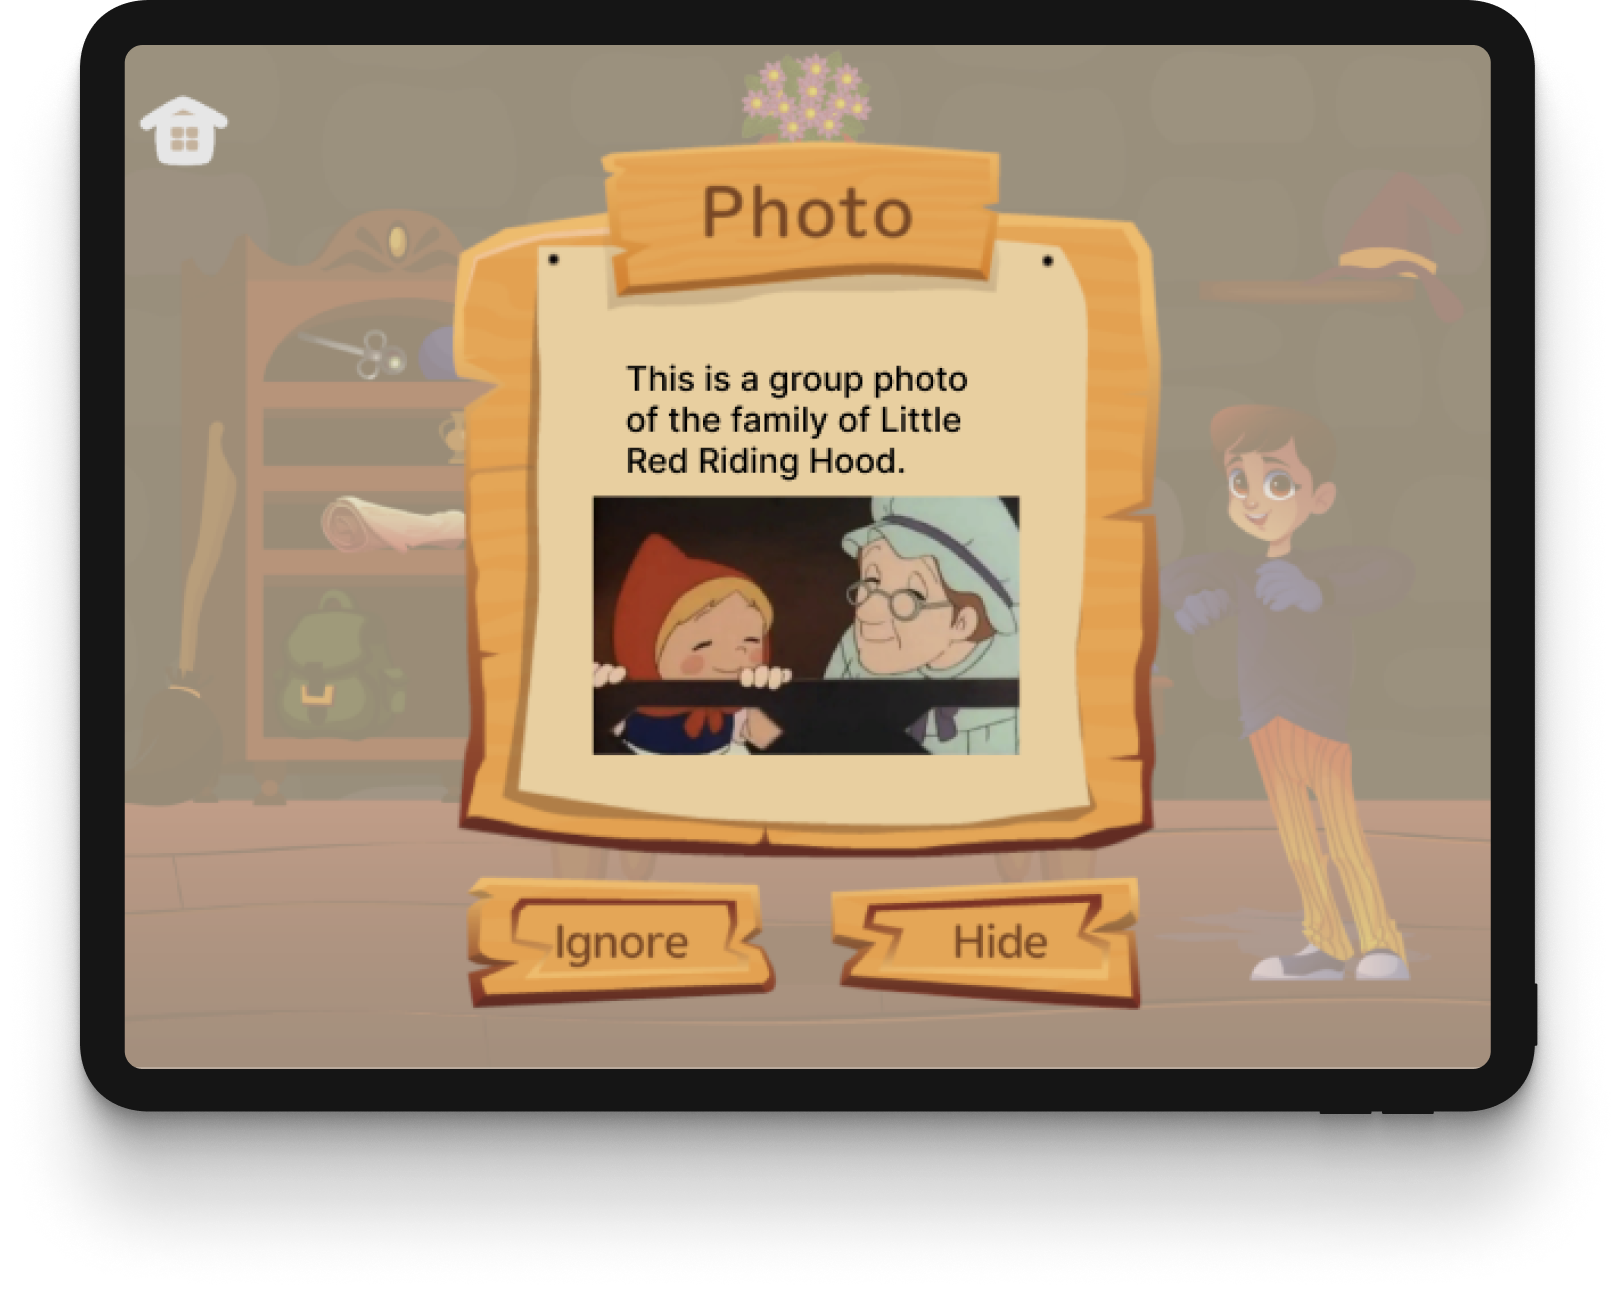 Photo
This is a group photo
of the family of Little
Red Riding Hood.
Ignore
Hide